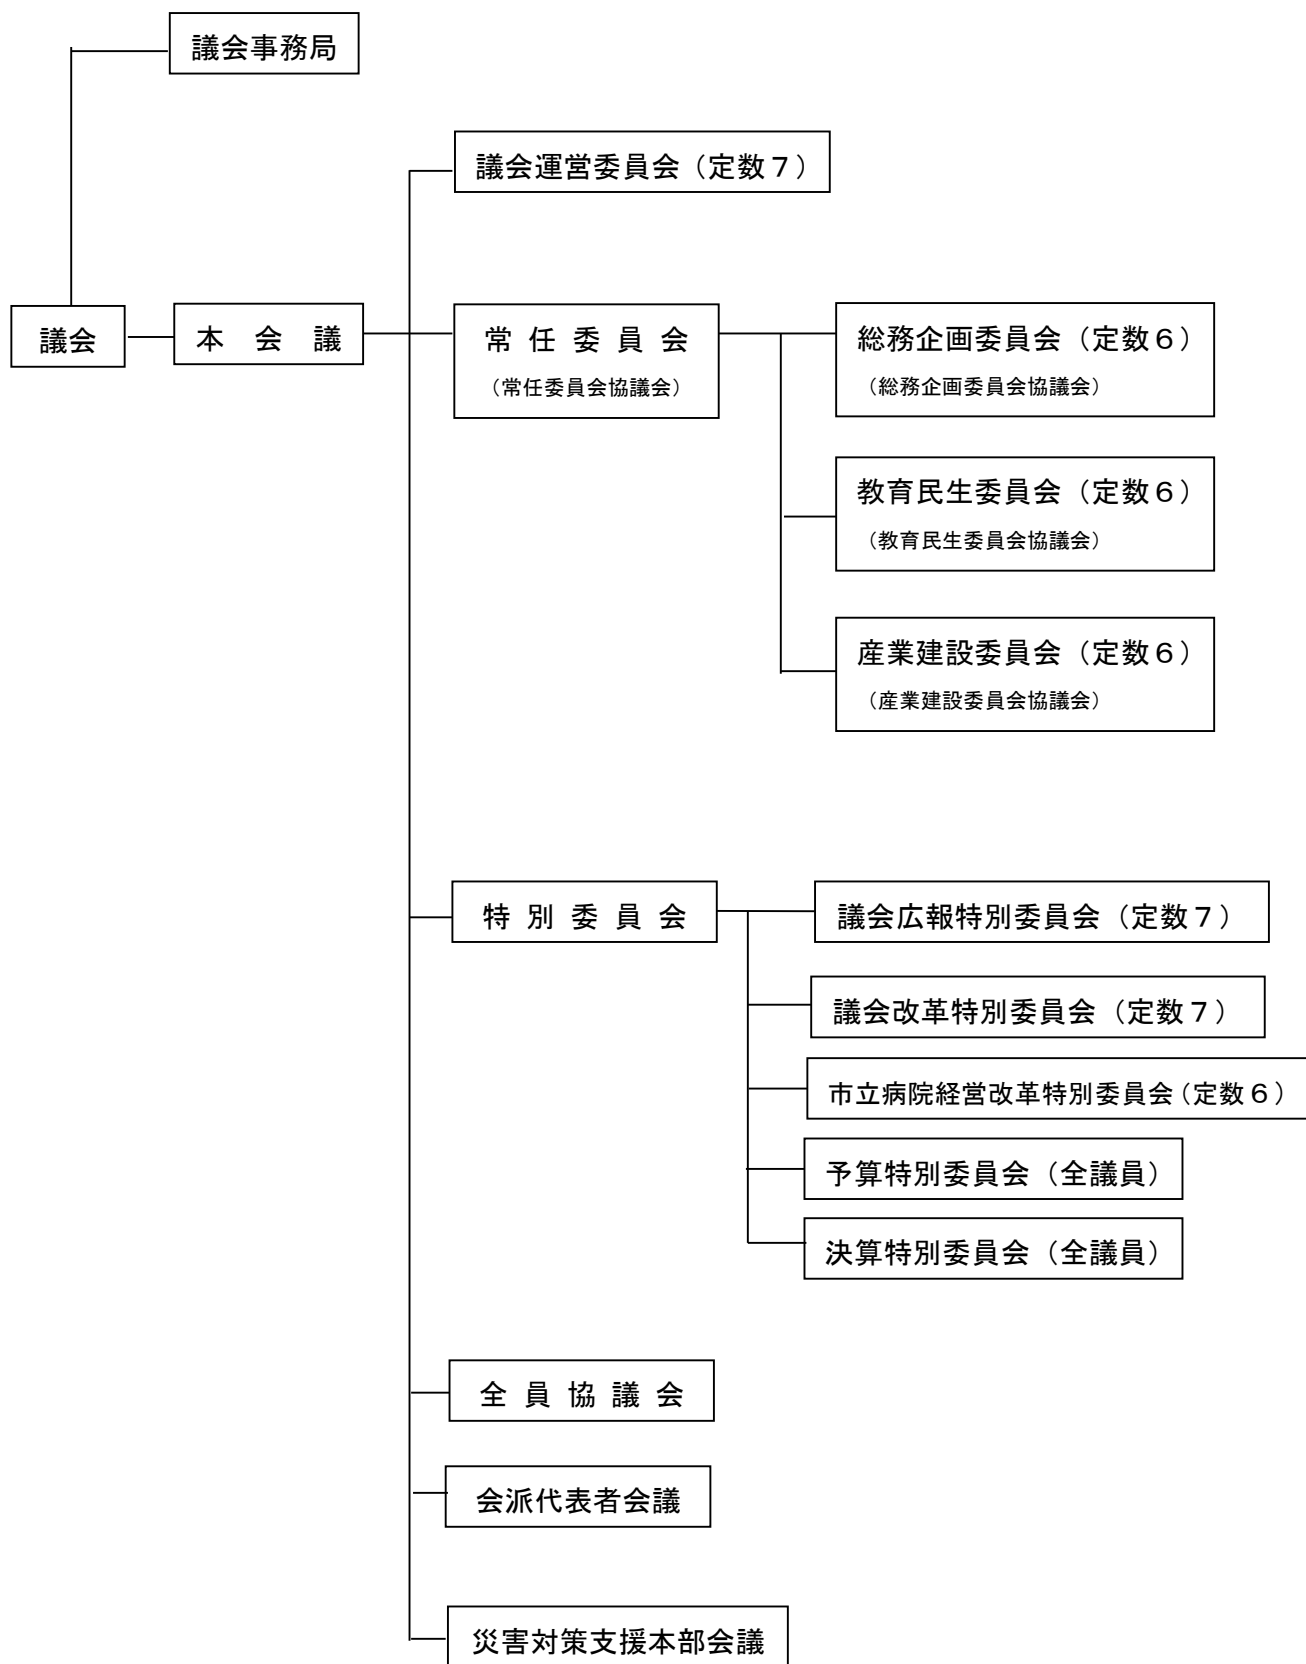 議会事務局
議会運営委員会（定数７）
議会
本　会　議
常 任 委 員 会
（常任委員会協議会）
総務企画委員会（定数６）
（総務企画委員会協議会）
教育民生委員会（定数６）
（教育民生委員会協議会）
産業建設委員会（定数６）
（産業建設委員会協議会）
特 別 委 員 会
議会広報特別委員会（定数７）
議会改革特別委員会（定数７）
市立病院経営改革特別委員会（定数６）
予算特別委員会（全議員）
決算特別委員会（全議員）
全 員 協 議 会
会派代表者会議
災害対策支援本部会議